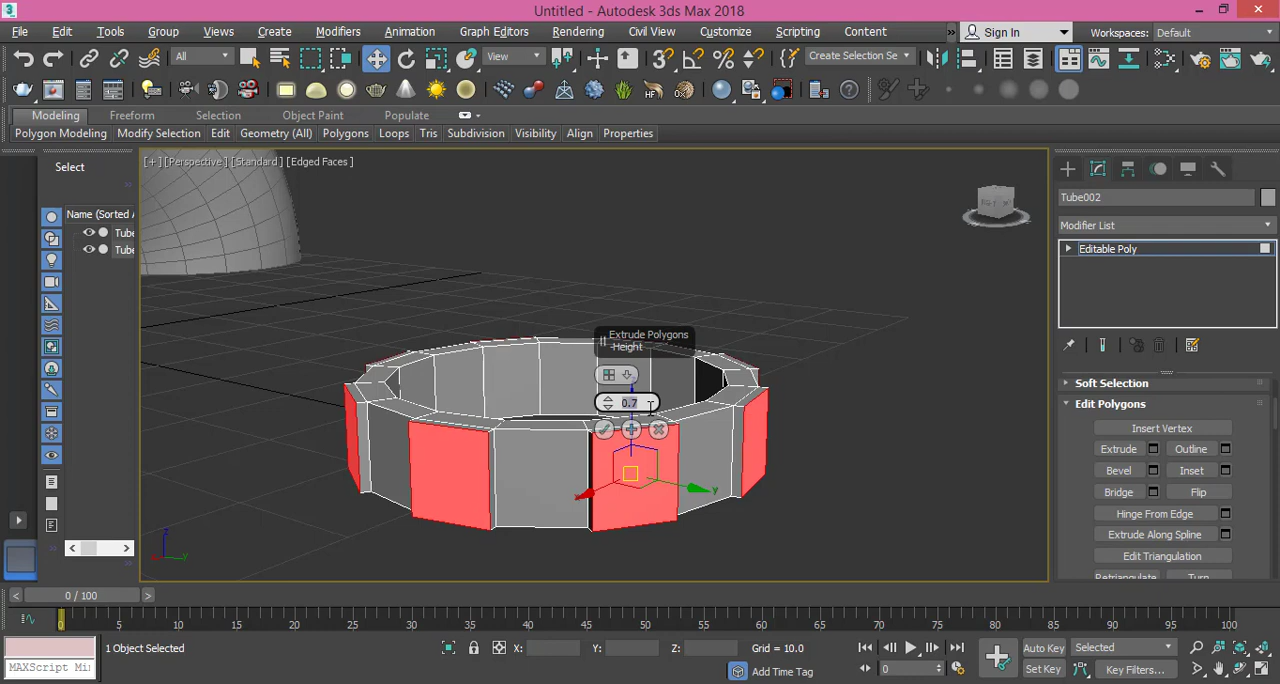 Untitled - Autodesk 3ds Max 2018
File Edit Tools Group Views Create Modifiers Animation Graph Editors Rendering Civil View Customize Scripting Content » Sign In Workspaces: Default
All View Create Selection Se
Modeling Freeform Selection Object Paint Populate
Polygon Modeling Modify Selection Edit Geometry (All) Polygons Loops Tris Subdivision Visibility Align Properties
Select
Name (Sorted A
Tube
Tube
[+] [Perspective] [Standard] [Edged Faces]
Extrude Polygons
-Height
0.7
x
y
z
x
y
Tube002
Modifier List
Editable Poly
Soft Selection
Edit Polygons
Insert Vertex
Extrude Outline
Bevel Inset
Bridge Flip
Hinge From Edge
Extrude Along Spline
Edit Triangulation
Retriangulate Turn
< >
< 0 / 100 >
0 5 10 15 20 25 30 35 40 45 50 55 60 65 70 75 80 85 90 95 100
MAXScript Mi
1 Object Selected X: Y: Z: Grid = 10.0
Add Time Tag
0
Auto Key Selected
Set Key Key Filters...